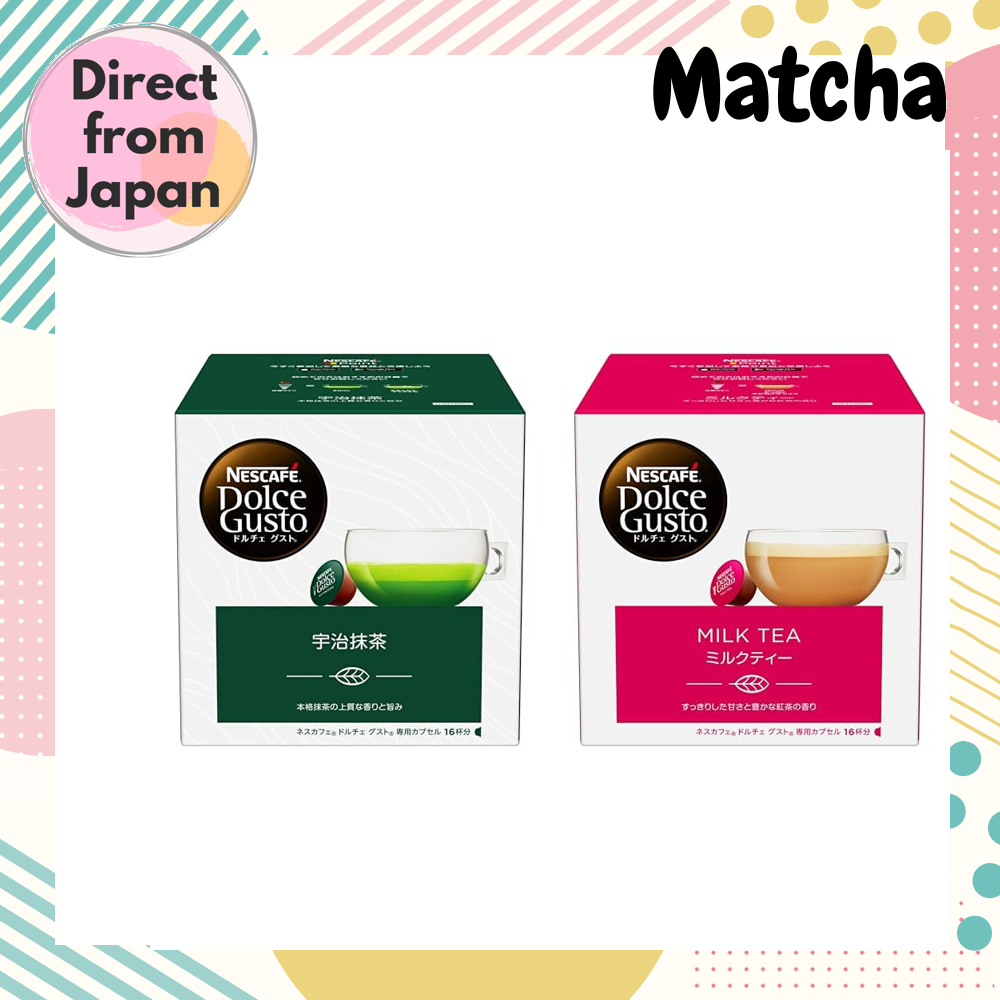 Direct
from
Japan
Matcha
NESCAFÉ
Dolce
Gusto
ドルチェ グスト®
宇治抹茶
本格抹茶の上質な香りと旨み
ネスカフェ® ドルチェ グスト® 専用カプセル 16杯分
NESCAFÉ
Dolce
Gusto
ドルチェ グスト®
MILK TEA
ミルクティー
すっきりした甘さと豊かな紅茶の香り
ネスカフェ® ドルチェ グスト® 専用カプセル 16杯分